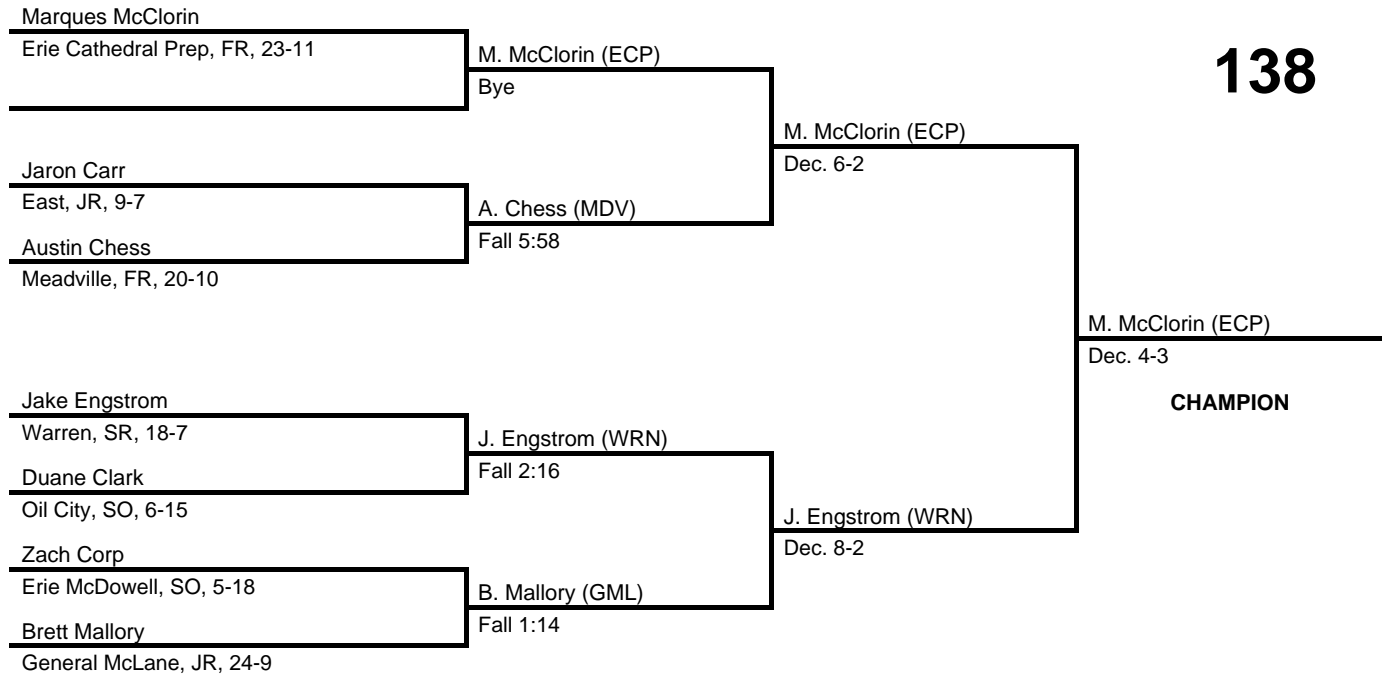 Marques McClorin
Erie Cathedral Prep, FR, 23-11
M. McClorin (ECP)
Bye
138
M. McClorin (ECP)
Dec. 6-2
Jaron Carr
East, JR, 9-7
A. Chess (MDV)
Fall 5:58
Austin Chess
Meadville, FR, 20-10
M. McClorin (ECP)
Dec. 4-3
CHAMPION
Jake Engstrom
Warren, SR, 18-7
J. Engstrom (WRN)
Fall 2:16
Duane Clark
Oil City, SO, 6-15
J. Engstrom (WRN)
Dec. 8-2
Zach Corp
Erie McDowell, SO, 5-18
B. Mallory (GML)
Fall 1:14
Brett Mallory
General McLane, JR, 24-9